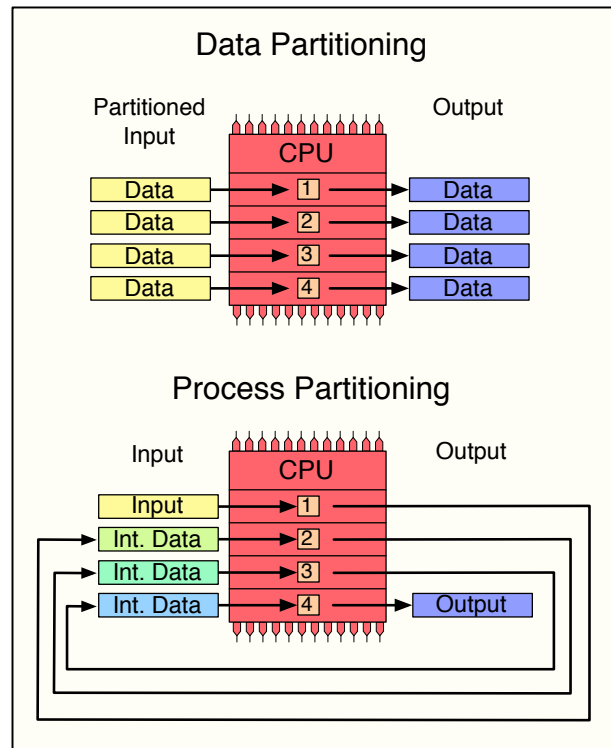 Data Partitioning
Partitioned
Input
Output
CPU
Data 1 Data
Data 2 Data
Data 3 Data
Data 4 Data
Process Partitioning
Input
Output
CPU
Input 1
Int. Data 2
Int. Data 3
Int. Data 4 Output